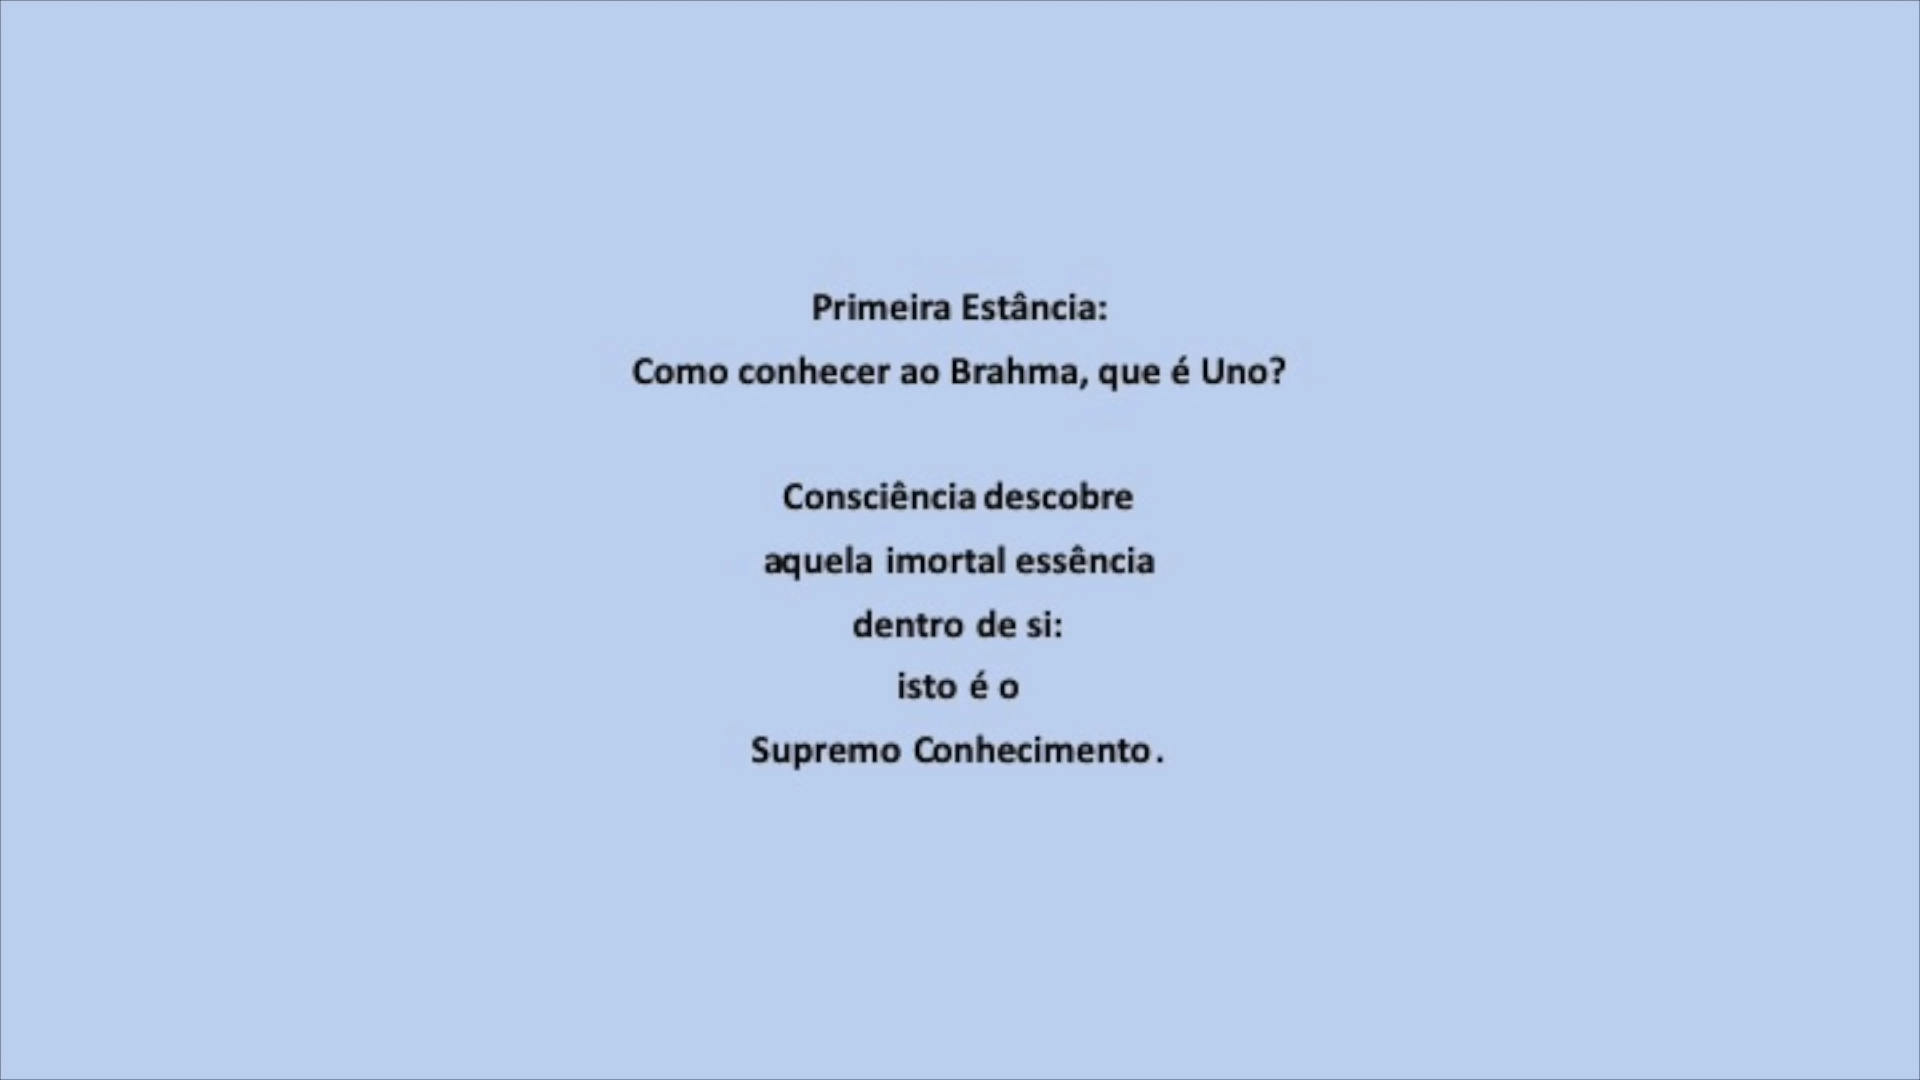 Primeira Estância:
Como conhecer ao Brahma, que é Uno?
Consciência descobre
aquela imortal essência
dentro de si:
isto é o
Supremo Conhecimento.